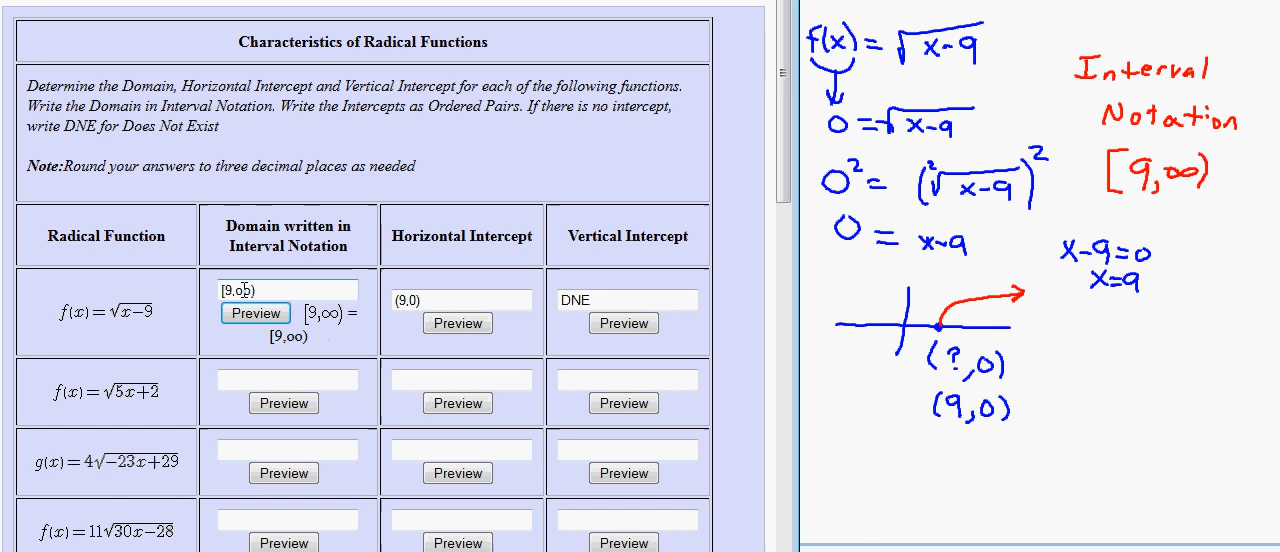 Characteristics of Radical Functions
Determine the Domain, Horizontal Intercept and Vertical Intercept for each of the following functions.
Write the Domain in Interval Notation. Write the Intercepts as Ordered Pairs. If there is no intercept,
write DNE for Does Not Exist
Note:Round your answers to three decimal places as needed
Radical Function
Domain written in
Interval Notation
Horizontal Intercept
Vertical Intercept
f(x)=√x−9
[9,oo)
Preview [9,∞) =
[9,oo)
(9,0)
Preview
DNE
Preview
f(x)=√5x+2
Preview
Preview
Preview
g(x)=4√−23x+29
Preview
Preview
Preview
f(x)=11√30x−28
Preview
Preview
Preview
f(x) = √x-9
0 = √x-9
0² = (²√x-9)²
0 = x-9
(?,0)
(9,0)
Interval
Notation
[9,∞)
x-9=0
x=9